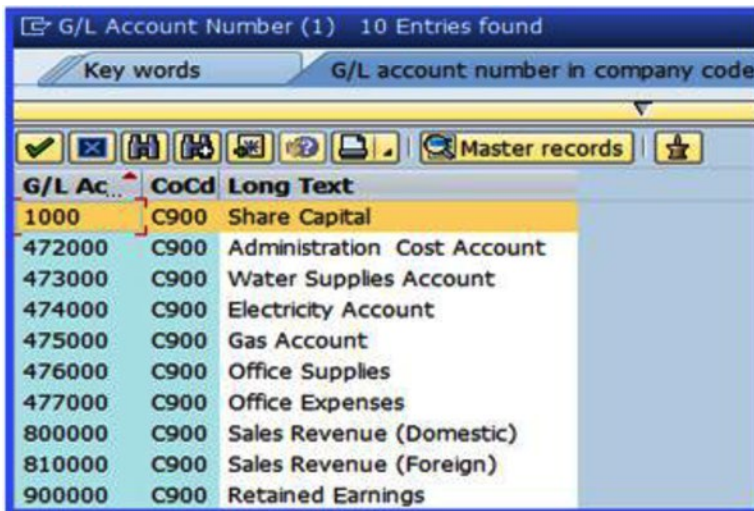 G/L Account Number (1) 10 Entries found
Key words G/L account number in company code
Master records
G/L Ac... CoCd Long Text
1000 C900 Share Capital
472000 C900 Administration Cost Account
473000 C900 Water Supplies Account
474000 C900 Electricity Account
475000 C900 Gas Account
476000 C900 Office Supplies
477000 C900 Office Expenses
800000 C900 Sales Revenue (Domestic)
810000 C900 Sales Revenue (Foreign)
900000 C900 Retained Earnings